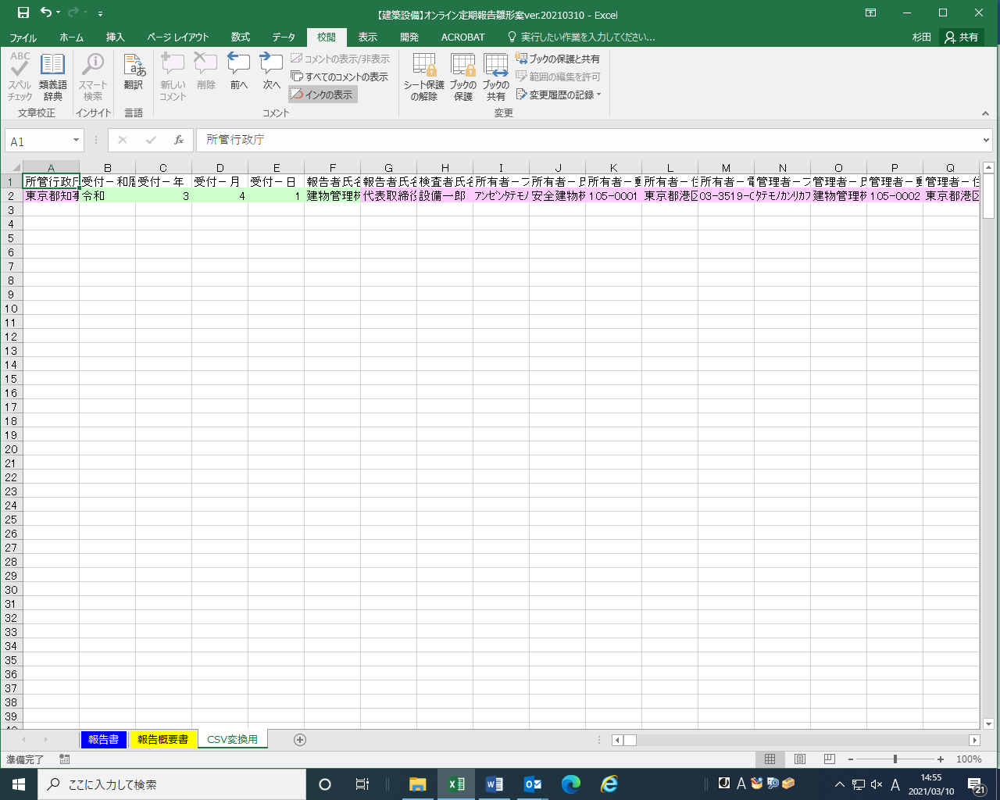 【建築設備】オンライン定期報告雛形案ver.20210310 - Excel
ファイル ホーム 挿入 ページ レイアウト 数式 データ 校閲 表示 開発 ACROBAT 実行したい作業を入力してください... 杉田 共有
ABC
スペル チェック 類義語 辞典 スマート 検索 翻訳 新しい コメント 削除 前へ 次へ
コメントの表示/非表示
すべてのコメントの表示
インクの表示
シート保護 の解除 ブックの 保護 ブックの 共有
ブックの保護と共有
範囲の編集を許可
変更履歴の記録
文章校正 インサイト 言語 コメント 変更
A1 fx 所管行政庁
A B C D E F G H I J K L M N O P Q
1 所管行政庁 受付－和暦 受付－年 受付－月 受付－日 報告者氏名 報告者氏名 検査者氏名 所有者－フ 所有者－氏 所有者－郵 所有者－住 所有者－電 管理者－フ 管理者－氏 管理者－郵 管理者－住
2 東京都知事 令和 3 4 1 建物管理株 代表取締役 設備一郎 ｱﾝｾﾞﾝﾀﾃﾓﾉ 安全建物株 105-0001 東京都港区 03-3519-0 ﾀﾃﾓﾉｶﾝﾘｶﾌﾞ 建物管理株 105-0002 東京都港区
3
4
5
6
7
8
9
10
11
12
13
14
15
16
17
18
19
20
21
22
23
24
25
26
27
28
29
30
31
32
33
34
35
36
37
38
39
報告書 報告概要書 CSV変換用
準備完了 100%
ここに入力して検索 A A 14:55
2021/03/10 21